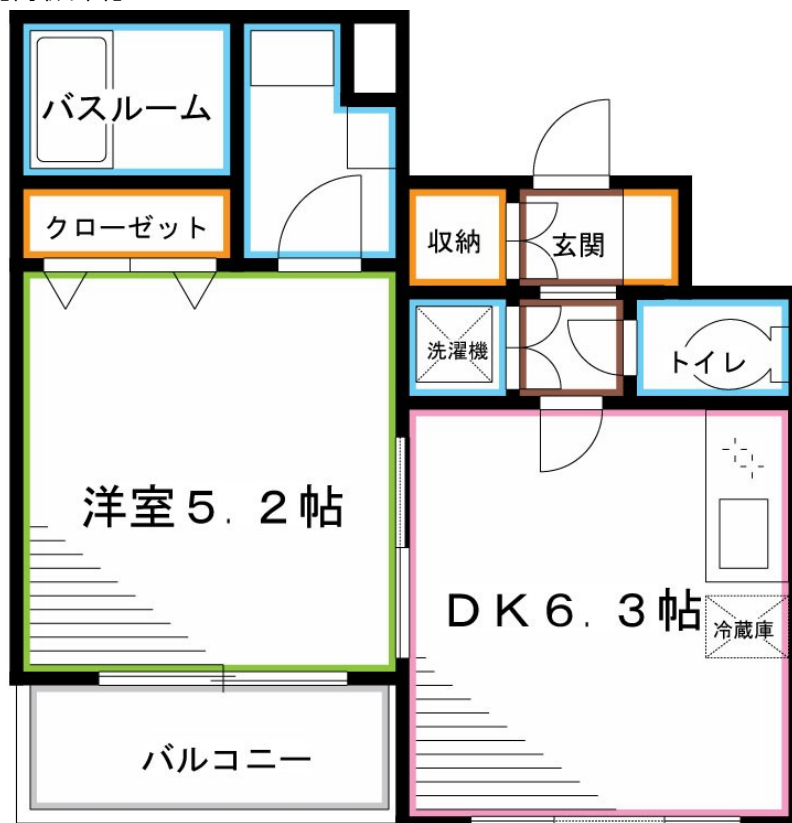 バスルーム
クローゼット
収納
玄関
洗濯機
トイレ
洋室5.2帖
DK6.3帖
冷蔵庫
バルコニー